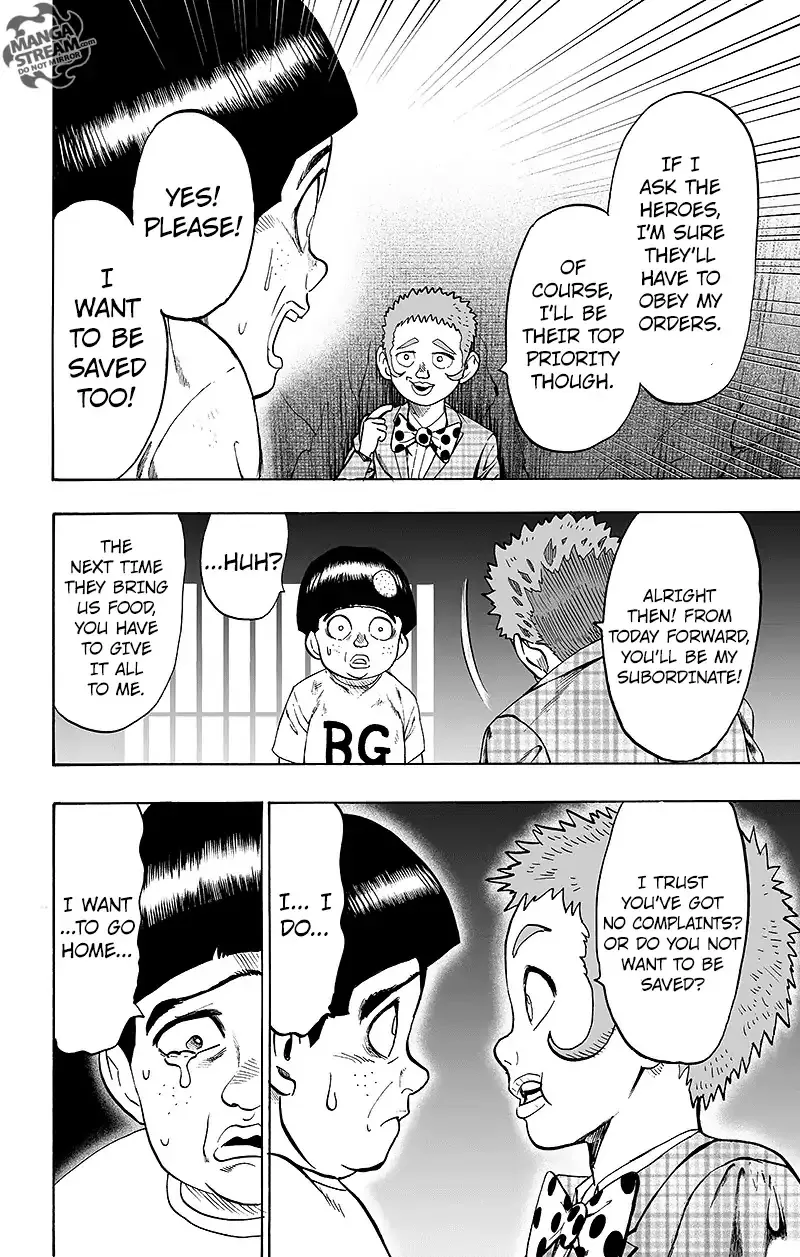 MANGA
STREAM.com
DO NOT MIRROR
IF I
ASK THE
HEROES,
I'M SURE
THEY'LL
HAVE TO
OBEY MY
ORDERS.
OF
COURSE,
I'LL BE
THEIR TOP
PRIORITY
THOUGH.
YES!
PLEASE!
I
WANT
TO BE
SAVED
TOO!
ALRIGHT
THEN! FROM
TODAY FORWARD,
YOU'LL BE MY
SUBORDINATE!
...HUH?
BG
THE
NEXT TIME
THEY BRING
US FOOD,
YOU HAVE
TO GIVE
IT ALL
TO ME.
I TRUST
YOU'VE GOT
NO COMPLAINTS?
OR DO YOU NOT
WANT TO BE
SAVED?
I... I
DO...
I WANT
...TO GO
HOME...